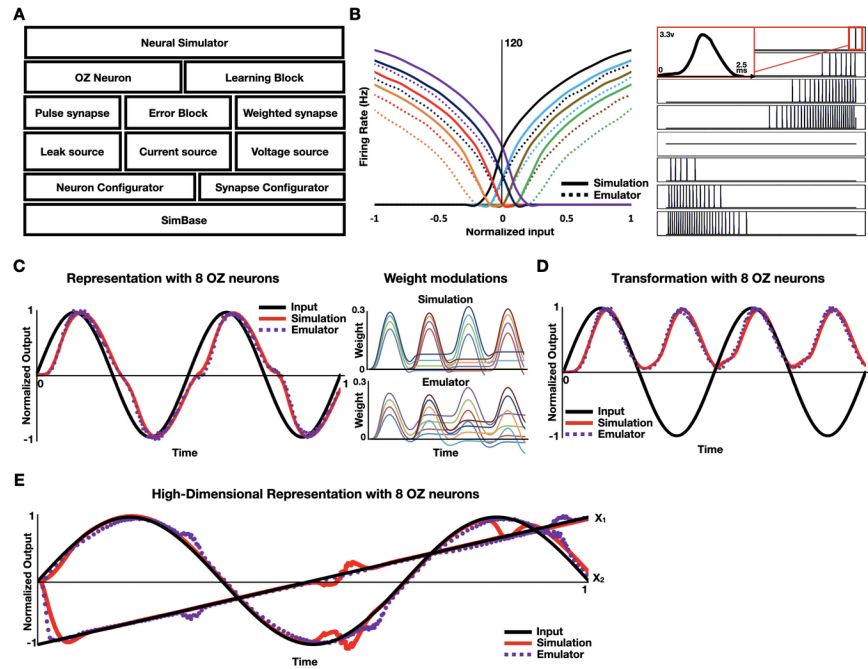 A
Neural Simulator
OZ Neuron
Learning Block
Pulse synapse
Error Block
Weighted synapse
Leak source
Current source
Voltage source
Neuron Configurator
Synapse Configurator
SimBase
B
120
Firing Rate (Hz)
Simulation
Emulator
-1
-0.5
0
0.5
1
Normalized input
3.3v
0
2.5
ms
C
Representation with 8 OZ neurons
Normalized Output
1
0
-1
1
Input
Simulation
Emulator
Time
Weight modulations
Simulation
0.3
Weight
0
Emulator
0.3
Weight
0
Time
D
Transformation with 8 OZ neurons
Normalized Output
1
0
-1
1
Input
Simulation
Emulator
Time
E
High-Dimensional Representation with 8 OZ neurons
Normalized Output
1
-1
X₁
X₂
1
Input
Simulation
Emulator
Time